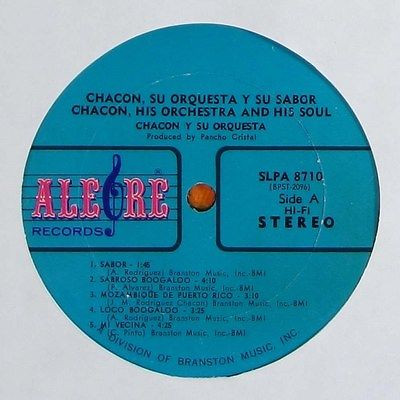 CHACON, SU ORQUESTA Y SU SABOR
CHACON, HIS ORCHESTRA AND HIS SOUL
CHACON Y SU ORQUESTA
Produced by Pancho Cristal
ALEGRE ®
RECORDS
SLPA 8710
(BPST-2096)
Side A
HI-FI
STEREO
1. SABOR - 1:45
(A. Rodriguez) Branston Music, Inc.-BMI
2. SABROSO BOOGALOO - 4:10
(P. Alvarez) Branston Music, Inc.-BMI
3. MOZAMBIQUE DE PUERTO RICO - 3:10
(J. M. Rodriguez Chacon) Branston Music, Inc.-BMI
4. LOCO BOOGALOO - 3:25
(A. Rodriguez) Branston Music, Inc.-BMI
5. MI VECINA - 4:25
(C. Pinto) Branston Music, Inc.-BMI
A DIVISION OF BRANSTON MUSIC, INC.